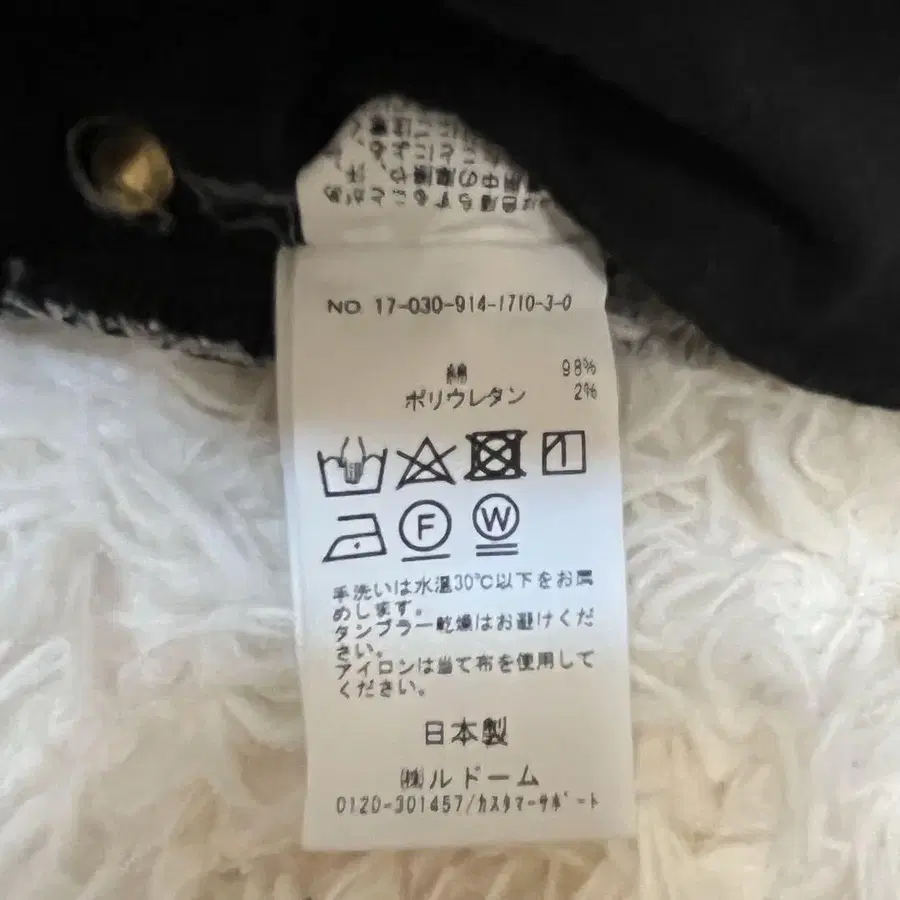 NO. 17-030-914-1710-3-0
綿 98%
ポリウレタン 2%
F W
手洗いは水温30℃以下をお薦
めします。
タンブラー乾燥はお避けくだ
さい。
アイロンは当て布を使用して
ください。
日本製
㈱ルドーム
0120-301457/カスタマーサポート